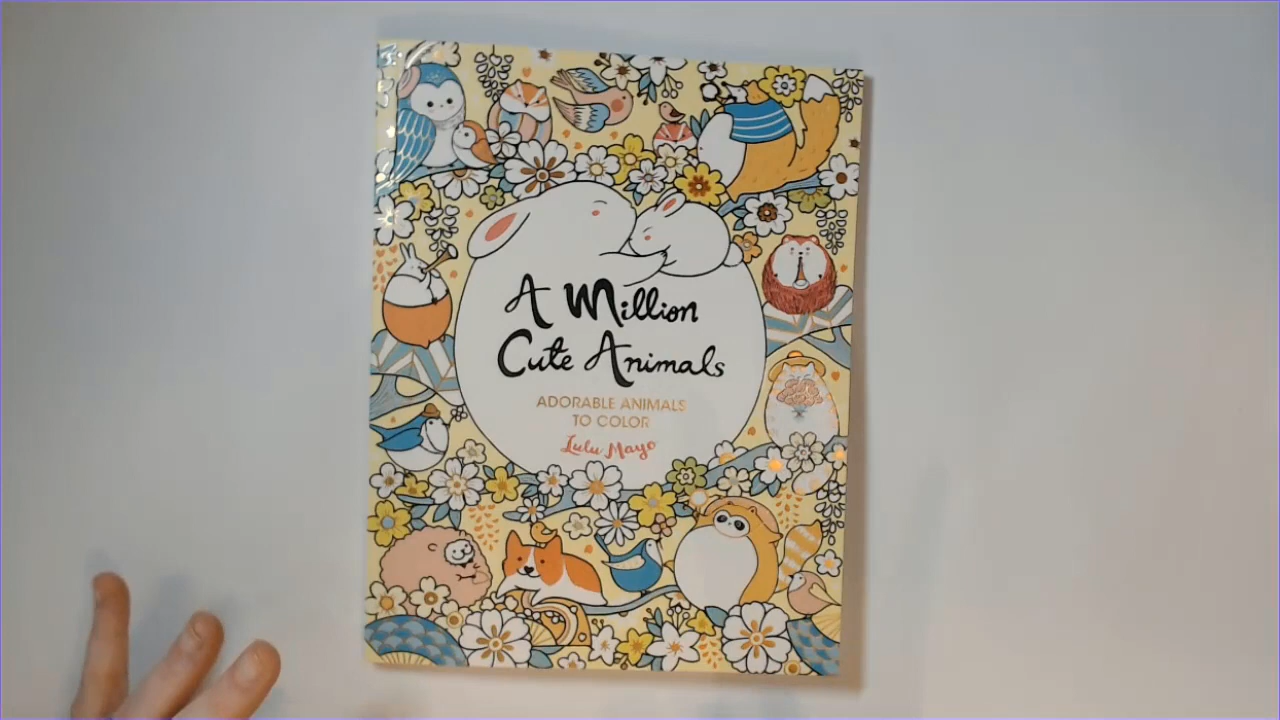 A Million
Cute Animals
ADORABLE ANIMALS
TO COLOR
Lulu Mayo